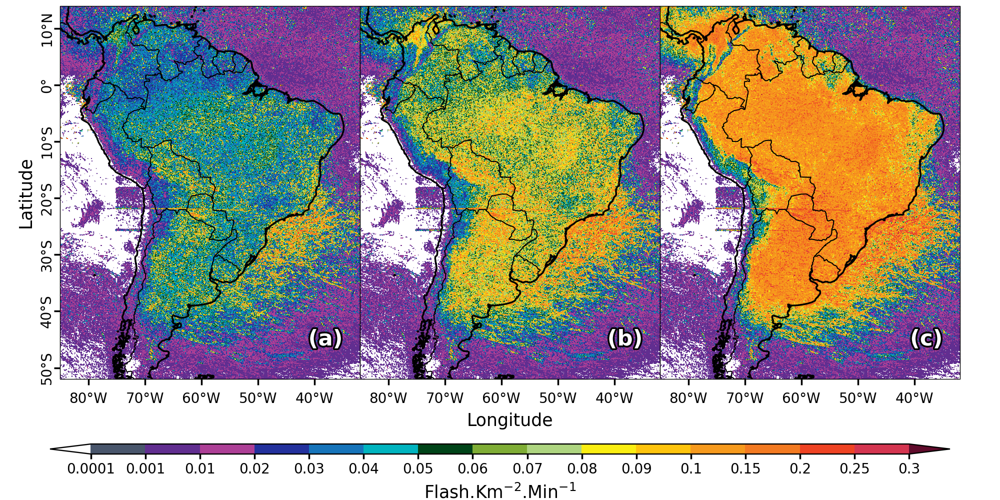 10°N
0°
10°S
20°S
30°S
40°S
50°S
Latitude
(a)
(b)
(c)
80°W 70°W 60°W 50°W 40°W 80°W 70°W 60°W 50°W 40°W 80°W 70°W 60°W 50°W 40°W
Longitude
0.0001 0.001 0.01 0.02 0.03 0.04 0.05 0.06 0.07 0.08 0.09 0.1 0.15 0.2 0.25 0.3
Flash.Km⁻².Min⁻¹